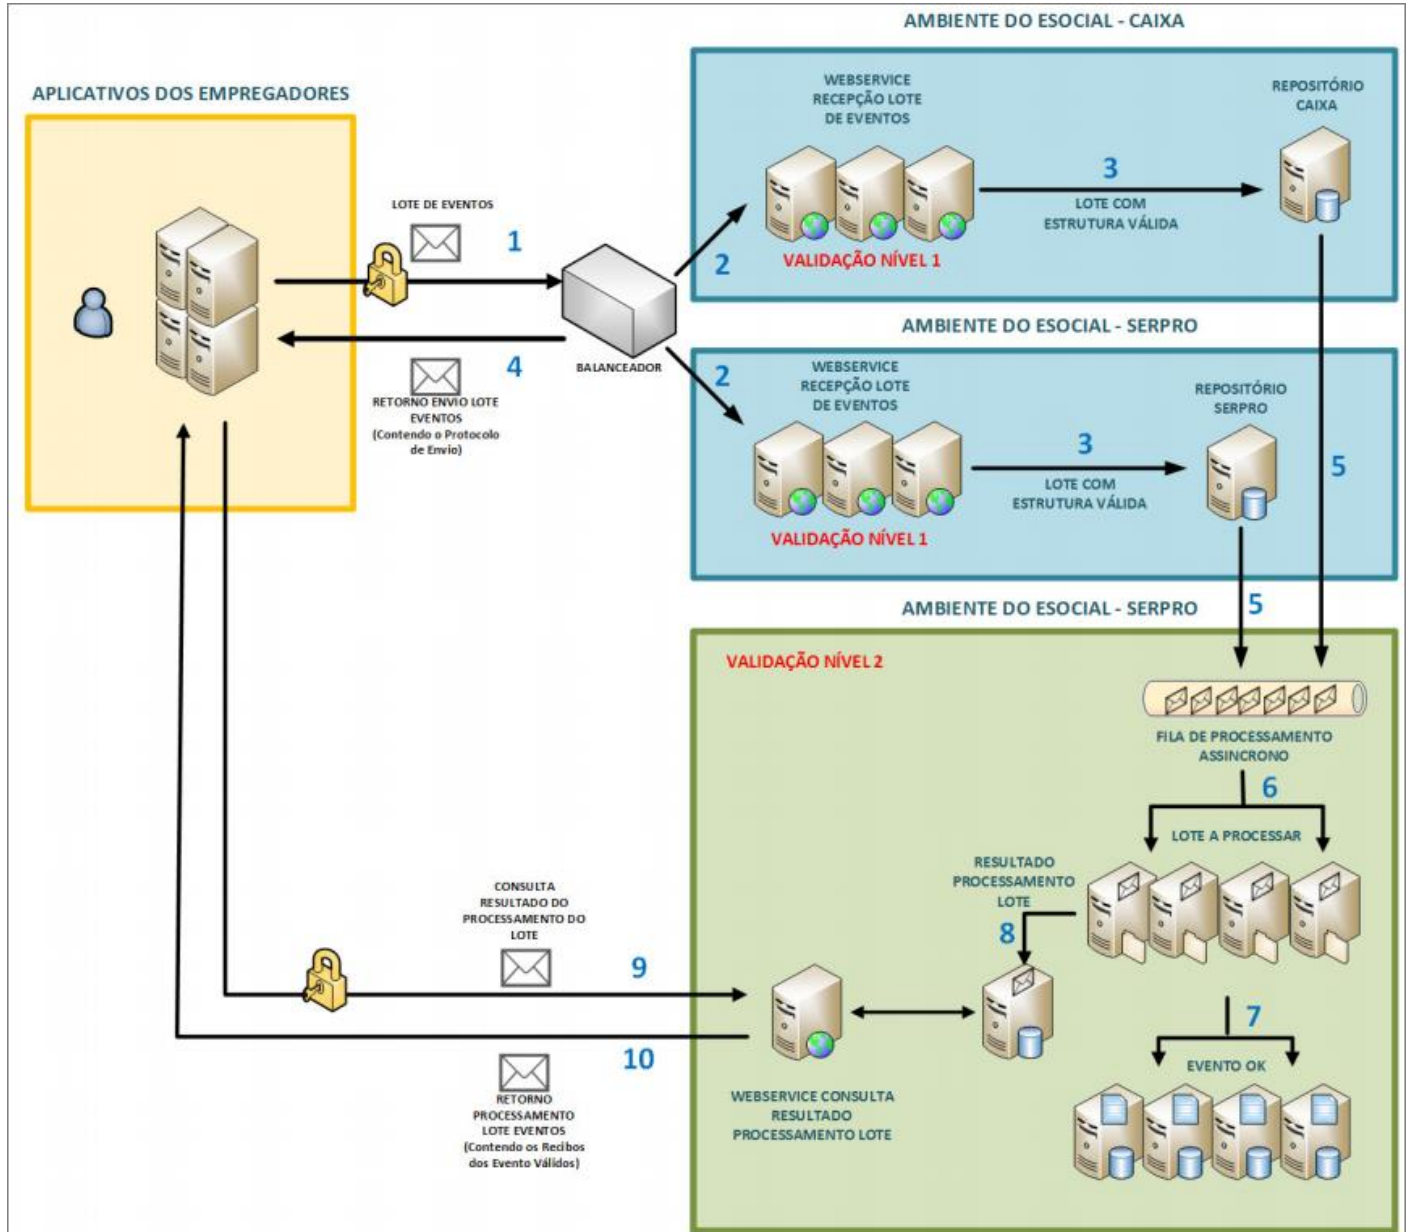 AMBIENTE DO ESOCIAL - CAIXA
APLICATIVOS DOS EMPREGADORES
WEBSERVICE
RECEPÇÃO LOTE
DE EVENTOS
REPOSITÓRIO
CAIXA
3
LOTE COM
ESTRUTURA VÁLIDA
VALIDAÇÃO NÍVEL 1
LOTE DE EVENTOS
1
2
BALANCEADOR
4
RETORNO ENVIO LOTE
EVENTOS
(Contendo o Protocolo
de Envio)
2
AMBIENTE DO ESOCIAL - SERPRO
WEBSERVICE
RECEPÇÃO LOTE
DE EVENTOS
REPOSITÓRIO
SERPRO
3
LOTE COM
ESTRUTURA VÁLIDA
VALIDAÇÃO NÍVEL 1
5
5
AMBIENTE DO ESOCIAL - SERPRO
VALIDAÇÃO NÍVEL 2
FILA DE PROCESSAMENTO
ASSINCRONO
6
LOTE A PROCESSAR
RESULTADO
PROCESSAMENTO
LOTE
8
7
EVENTO OK
CONSULTA
RESULTADO DO
PROCESSAMENTO DO
LOTE
9
10
RETORNO
PROCESSAMENTO
LOTE EVENTOS
(Contendo os Recibos
dos Evento Válidos)
WEBSERVICE CONSULTA
RESULTADO
PROCESSAMENTO LOTE